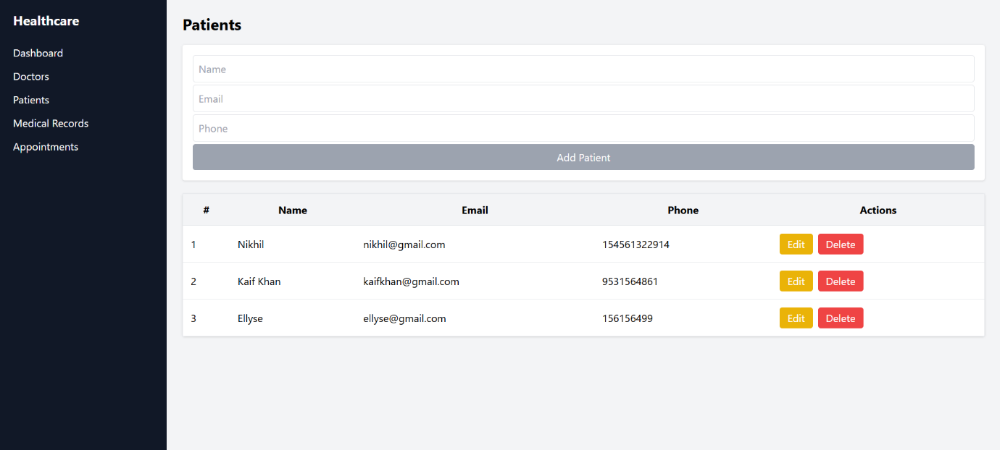 Healthcare
Dashboard
Doctors
Patients
Medical Records
Appointments
Patients
Name
Email
Phone
Add Patient
# Name Email Phone Actions
1 Nikhil nikhil@gmail.com 154561322914 Edit Delete
2 Kaif Khan kaifkhan@gmail.com 9531564861 Edit Delete
3 Ellyse ellyse@gmail.com 156156499 Edit Delete